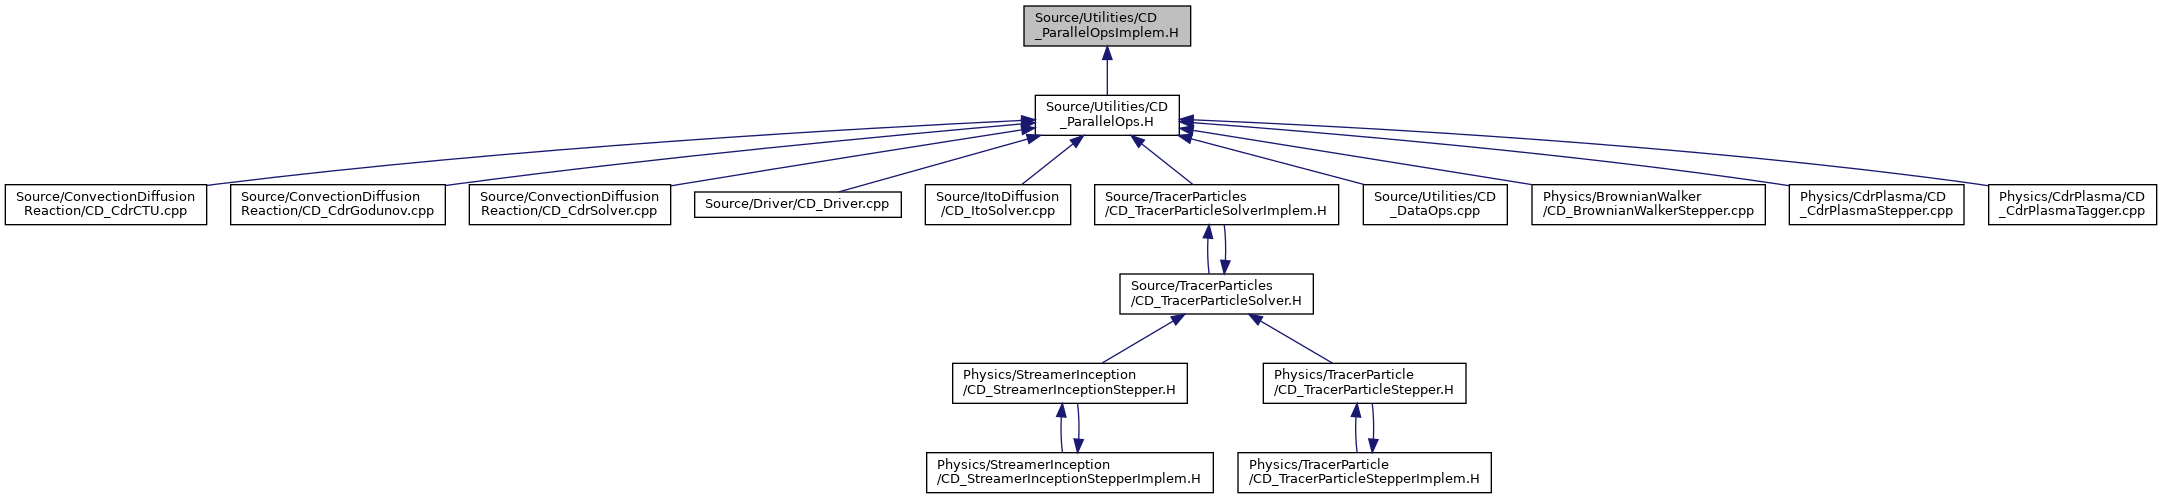 Source/Utilities/CD
_ParallelOpsImplem.H
Source/Utilities/CD
_ParallelOps.H
Source/ConvectionDiffusion
Reaction/CD_CdrCTU.cpp
Source/ConvectionDiffusion
Reaction/CD_CdrGodunov.cpp
Source/ConvectionDiffusion
Reaction/CD_CdrSolver.cpp
Source/Driver/CD_Driver.cpp
Source/ItoDiffusion
/CD_ItoSolver.cpp
Source/TracerParticles
/CD_TracerParticleSolverImplem.H
Source/Utilities/CD
_DataOps.cpp
Physics/BrownianWalker
/CD_BrownianWalkerStepper.cpp
Physics/CdrPlasma/CD
_CdrPlasmaStepper.cpp
Physics/CdrPlasma/CD
_CdrPlasmaTagger.cpp
Source/TracerParticles
/CD_TracerParticleSolver.H
Physics/StreamerInception
/CD_StreamerInceptionStepper.H
Physics/TracerParticle
/CD_TracerParticleStepper.H
Physics/StreamerInception
/CD_StreamerInceptionStepperImplem.H
Physics/TracerParticle
/CD_TracerParticleStepperImplem.H